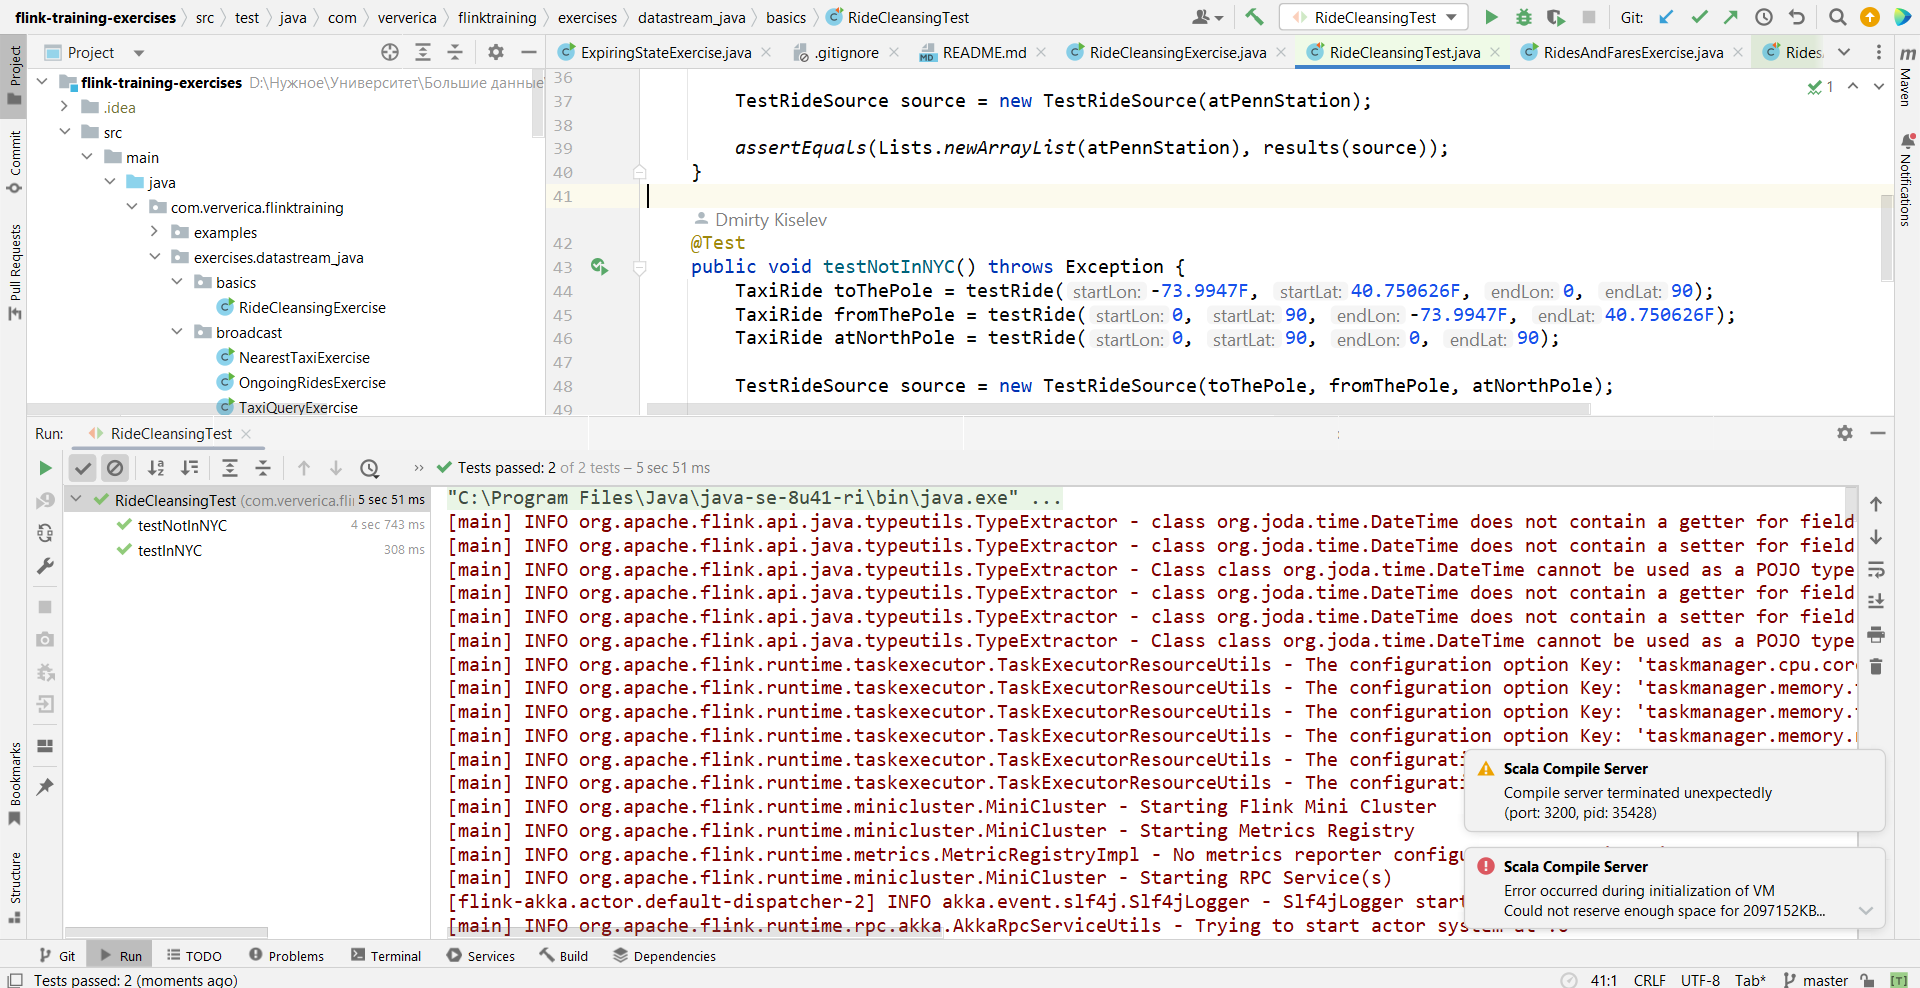 flink-training-exercises src test java com ververica flinktraining exercises datastream_java basics RideCleansingTest RideCleansingTest Git:
Project ExpiringStateExercise.java .gitignore README.md RideCleansingExercise.java RideCleansingTest.java RidesAndFaresExercise.java Rides
Project
Commit
Pull Requests
Bookmarks
Structure
flink-training-exercises D:\Нужное\Университет\Большие данные
.idea
src
main
java
com.ververica.flinktraining
examples
exercises.datastream_java
basics
RideCleansingExercise
broadcast
NearestTaxiExercise
OngoingRidesExercise
TaxiQueryExercise
36
37 TestRideSource source = new TestRideSource(atPennStation);
38
39 assertEquals(Lists.newArrayList(atPennStation), results(source));
40 }
41
Dmirty Kiselev
42 @Test
43 public void testNotInNYC() throws Exception {
44 TaxiRide toThePole = testRide( startLon: -73.9947F, startLat: 40.750626F, endLon: 0, endLat: 90);
45 TaxiRide fromThePole = testRide( startLon: 0, startLat: 90, endLon: -73.9947F, endLat: 40.750626F);
46 TaxiRide atNorthPole = testRide( startLon: 0, startLat: 90, endLon: 0, endLat: 90);
47
48 TestRideSource source = new TestRideSource(toThePole, fromThePole, atNorthPole);
49
1
m
Maven
Notifications
Run: RideCleansingTest
Tests passed: 2 of 2 tests – 5 sec 51 ms
RideCleansingTest (com.ververica.fli 5 sec 51 ms
testNotInNYC 4 sec 743 ms
testInNYC 308 ms
"C:\Program Files\Java\java-se-8u41-ri\bin\java.exe" ...
[main] INFO org.apache.flink.api.java.typeutils.TypeExtractor - class org.joda.time.DateTime does not contain a getter for field
[main] INFO org.apache.flink.api.java.typeutils.TypeExtractor - class org.joda.time.DateTime does not contain a setter for field
[main] INFO org.apache.flink.api.java.typeutils.TypeExtractor - Class class org.joda.time.DateTime cannot be used as a POJO type
[main] INFO org.apache.flink.api.java.typeutils.TypeExtractor - class org.joda.time.DateTime does not contain a getter for field
[main] INFO org.apache.flink.api.java.typeutils.TypeExtractor - class org.joda.time.DateTime does not contain a setter for field
[main] INFO org.apache.flink.api.java.typeutils.TypeExtractor - Class class org.joda.time.DateTime cannot be used as a POJO type
[main] INFO org.apache.flink.runtime.taskexecutor.TaskExecutorResourceUtils - The configuration option Key: 'taskmanager.cpu.core
[main] INFO org.apache.flink.runtime.taskexecutor.TaskExecutorResourceUtils - The configuration option Key: 'taskmanager.memory.
[main] INFO org.apache.flink.runtime.taskexecutor.TaskExecutorResourceUtils - The configuration option Key: 'taskmanager.memory.
[main] INFO org.apache.flink.runtime.taskexecutor.TaskExecutorResourceUtils - The configuration option Key: 'taskmanager.memory.
[main] INFO org.apache.flink.runtime.taskexecutor.TaskExecutorResourceUtils - The configurati
[main] INFO org.apache.flink.runtime.taskexecutor.TaskExecutorResourceUtils - The configurati
[main] INFO org.apache.flink.runtime.minicluster.MiniCluster - Starting Flink Mini Cluster
[main] INFO org.apache.flink.runtime.minicluster.MiniCluster - Starting Metrics Registry
[main] INFO org.apache.flink.runtime.metrics.MetricRegistryImpl - No metrics reporter config
[main] INFO org.apache.flink.runtime.minicluster.MiniCluster - Starting RPC Service(s)
[flink-akka.actor.default-dispatcher-2] INFO akka.event.slf4j.Slf4jLogger - Slf4jLogger start
[main] INFO org.apache.flink.runtime.rpc.akka.AkkaRpcServiceUtils - Trying to start actor system at
Scala Compile Server
Compile server terminated unexpectedly
(port: 3200, pid: 35428)
Scala Compile Server
Error occurred during initialization of VM
Could not reserve enough space for 2097152KB...
Git Run TODO Problems Terminal Services Build Dependencies
Tests passed: 2 (moments ago) 41:1 CRLF UTF-8 Tab* master [T]